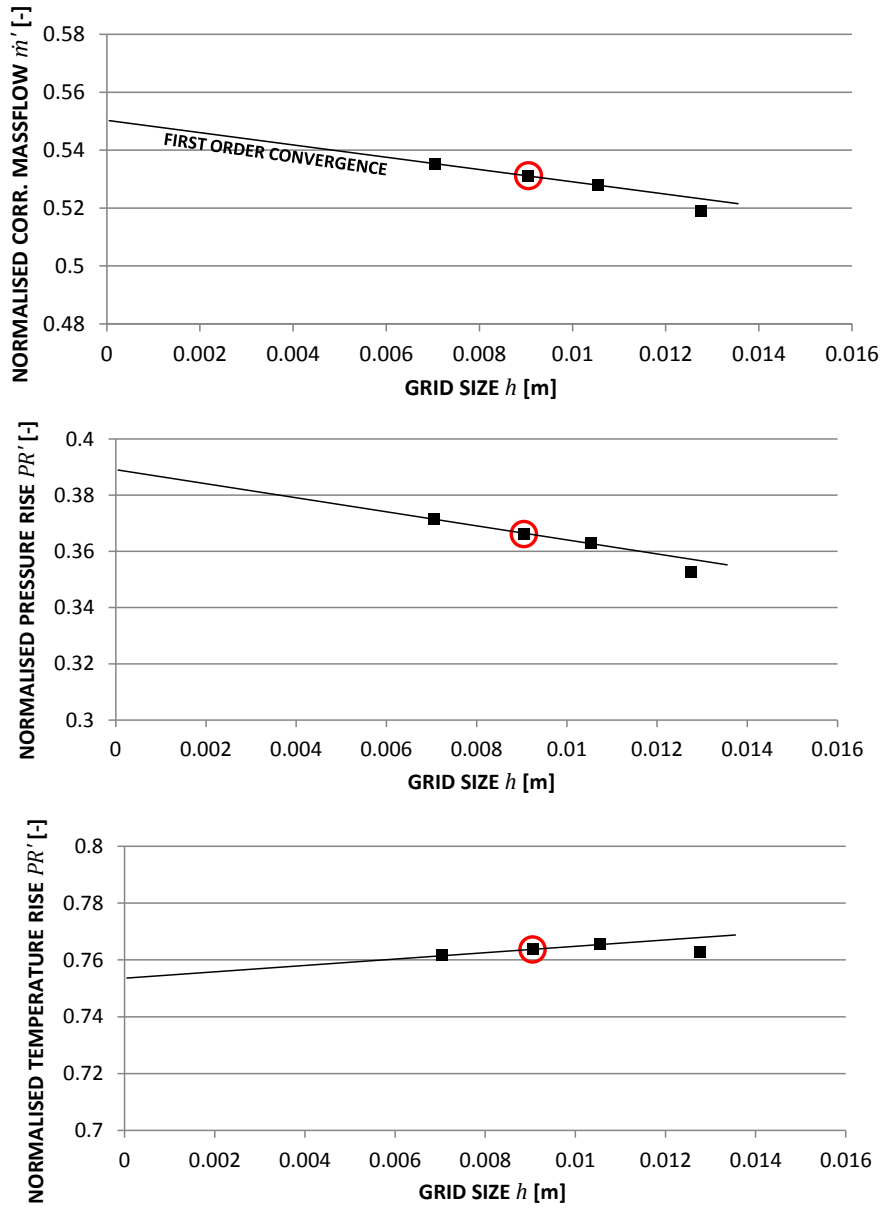 NORMALISED CORR. MASSFLOW ṁ′ [-]
0.58
0.56
0.54
0.52
0.5
0.48
FIRST ORDER CONVERGENCE
0 0.002 0.004 0.006 0.008 0.01 0.012 0.014 0.016
GRID SIZE h [m]
NORMALISED PRESSURE RISE PR′ [-]
0.4
0.38
0.36
0.34
0.32
0.3
0 0.002 0.004 0.006 0.008 0.01 0.012 0.014 0.016
GRID SIZE h [m]
NORMALISED TEMPERATURE RISE PR′ [-]
0.8
0.78
0.76
0.74
0.72
0.7
0 0.002 0.004 0.006 0.008 0.01 0.012 0.014 0.016
GRID SIZE h [m]